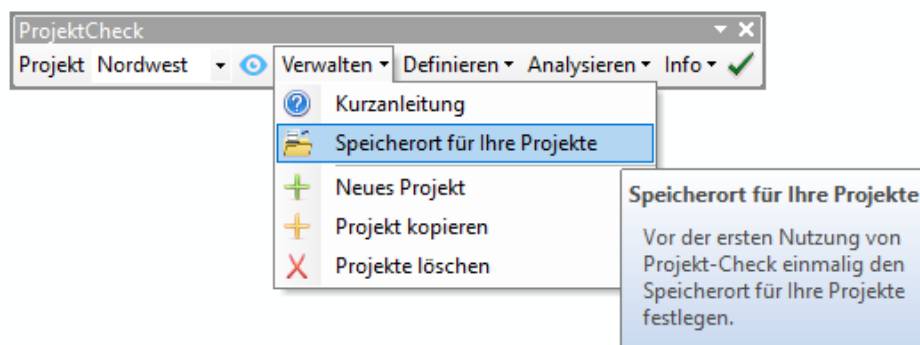 ProjektCheck
Projekt Nordwest Verwalten Definieren Analysieren Info
Kurzanleitung
Speicherort für Ihre Projekte
Neues Projekt
Projekt kopieren
Projekte löschen
Speicherort für Ihre Projekte
Vor der ersten Nutzung von
Projekt-Check einmalig den
Speicherort für Ihre Projekte
festlegen.